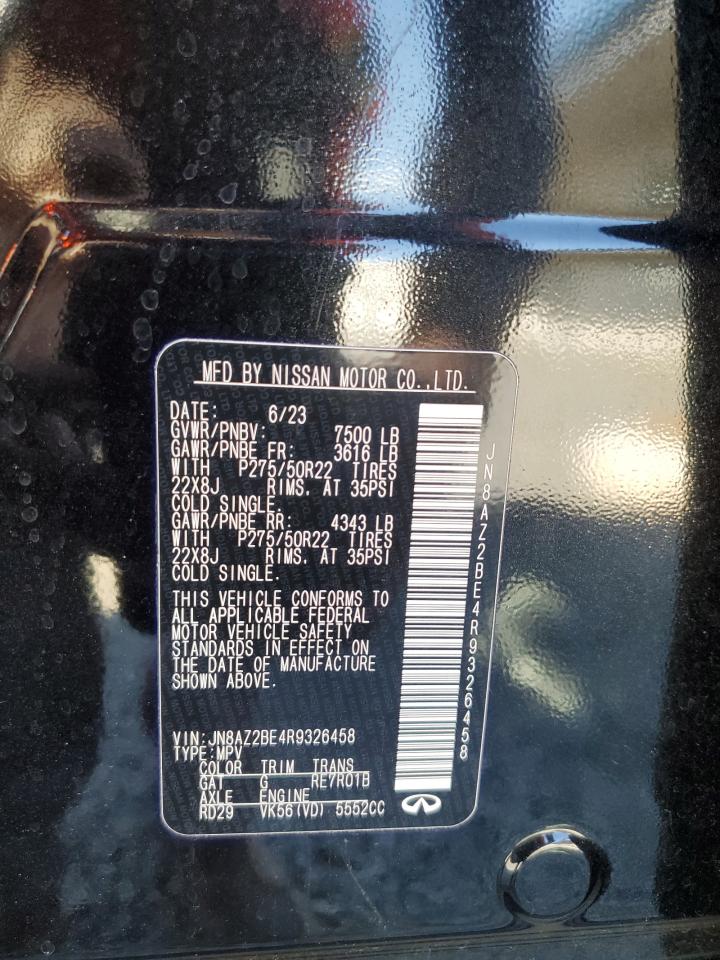 MFD BY NISSAN MOTOR CO.,LTD.
DATE: 6/23
GVWR/PNBV: 7500 LB
GAWR/PNBE FR: 3616 LB
WITH P275/50R22 TIRES
22X8J RIMS. AT 35PSI
COLD SINGLE.
GAWR/PNBE RR: 4343 LB
WITH P275/50R22 TIRES
22X8J RIMS. AT 35PSI
COLD SINGLE.
THIS VEHICLE CONFORMS TO
ALL APPLICABLE FEDERAL
MOTOR VEHICLE SAFETY
STANDARDS IN EFFECT ON
THE DATE OF MANUFACTURE
SHOWN ABOVE.
VIN:JN8AZ2BE4R9326458
TYPE:MPV
COLOR TRIM TRANS
GAT G RE7R01B
AXLE ENGINE
RD29 VK56(VD) 5552CC
JN8AZ2BE4R9326458